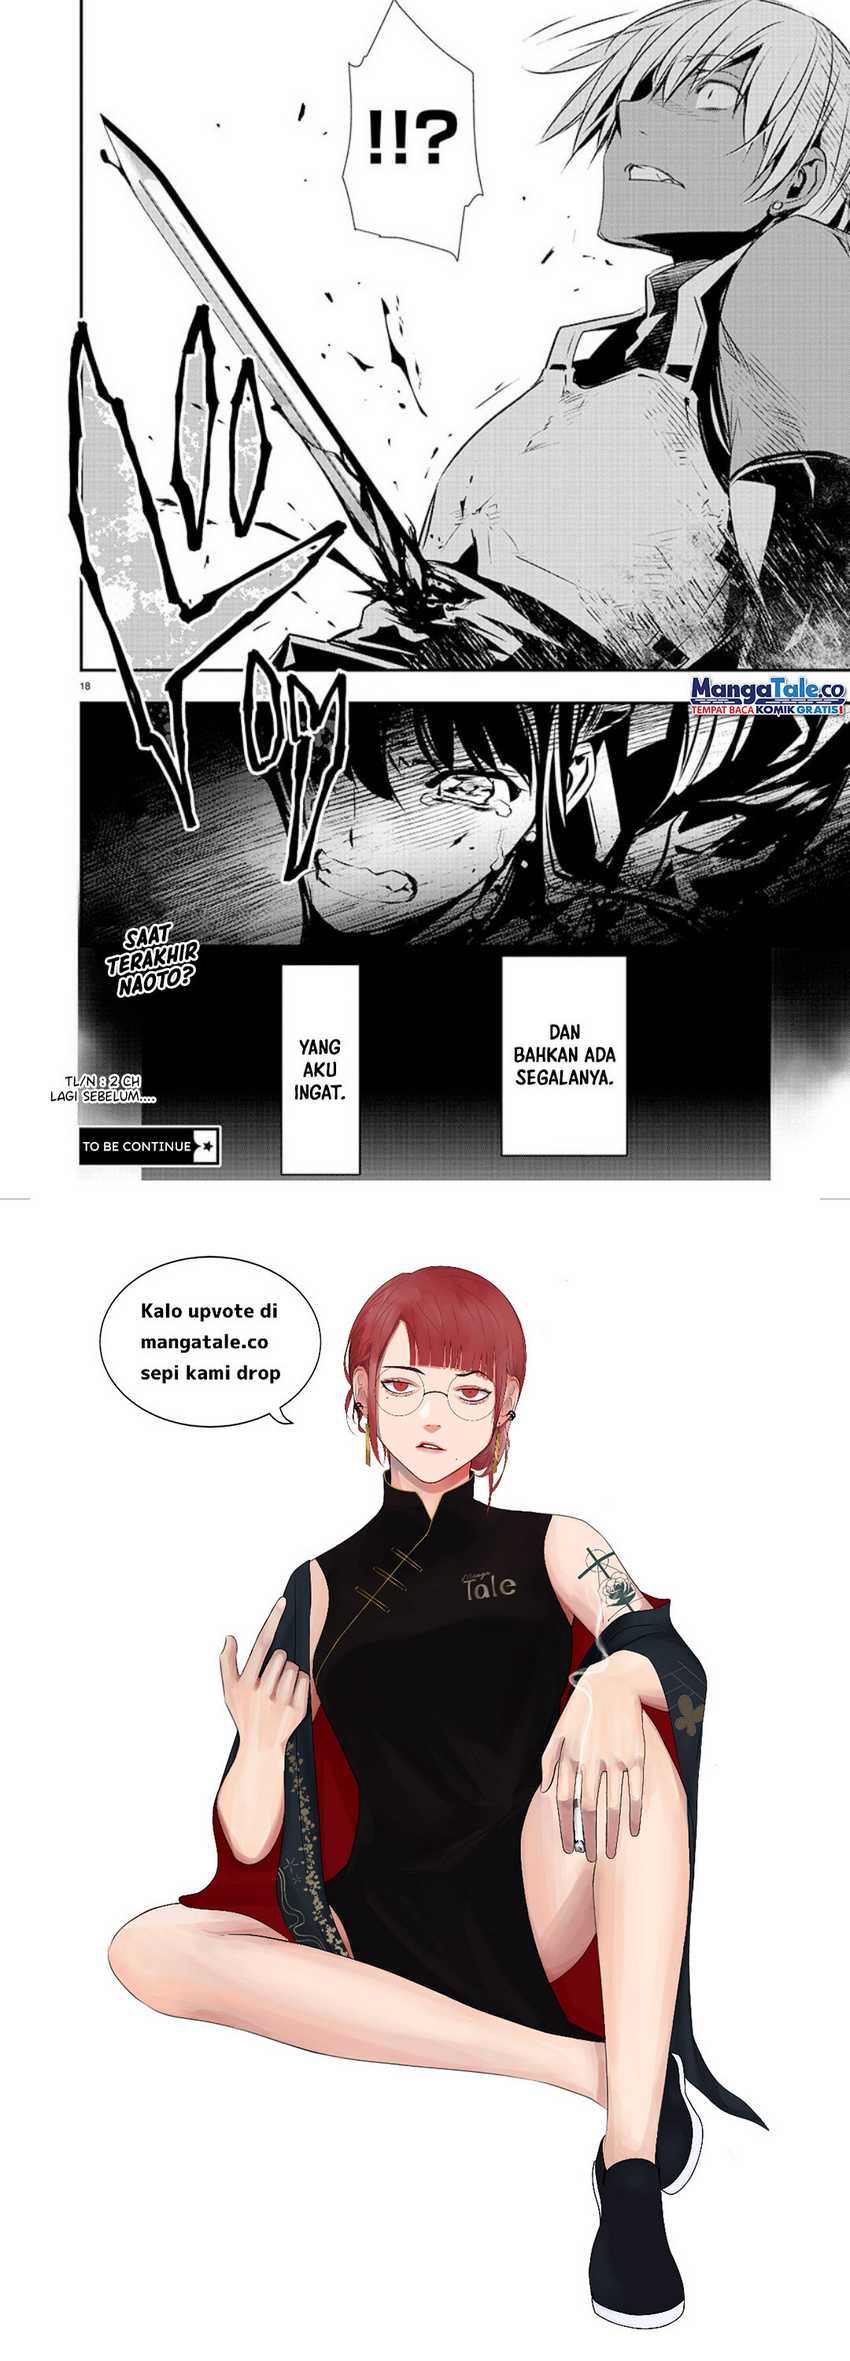 !!?
18
MangaTale.co
TEMPAT BACA KOMIK GRATIS!
SAAT
TERAKHIR
NAOTO?
DAN
BAHKAN ADA
SEGALANYA.
YANG
AKU
INGAT.
TL/N : 2 CH
LAGI SEBELUM....
TO BE CONTINUE
Kalo upvote di
mangatale.co
sepi kami drop
Manga
Tale